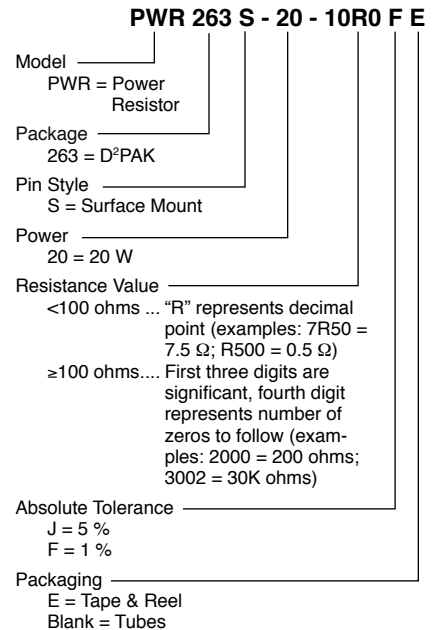 PWR 263 S - 20 - 10R0 F E
Model
PWR = Power
Resistor
Package
263 = D²PAK
Pin Style
S = Surface Mount
Power
20 = 20 W
Resistance Value
<100 ohms ... “R” represents decimal
point (examples: 7R50 =
7.5 Ω; R500 = 0.5 Ω)
≥100 ohms.... First three digits are
significant, fourth digit
represents number of
zeros to follow (exam-
ples: 2000 = 200 ohms;
3002 = 30K ohms)
Absolute Tolerance
J = 5 %
F = 1 %
Packaging
E = Tape & Reel
Blank = Tubes